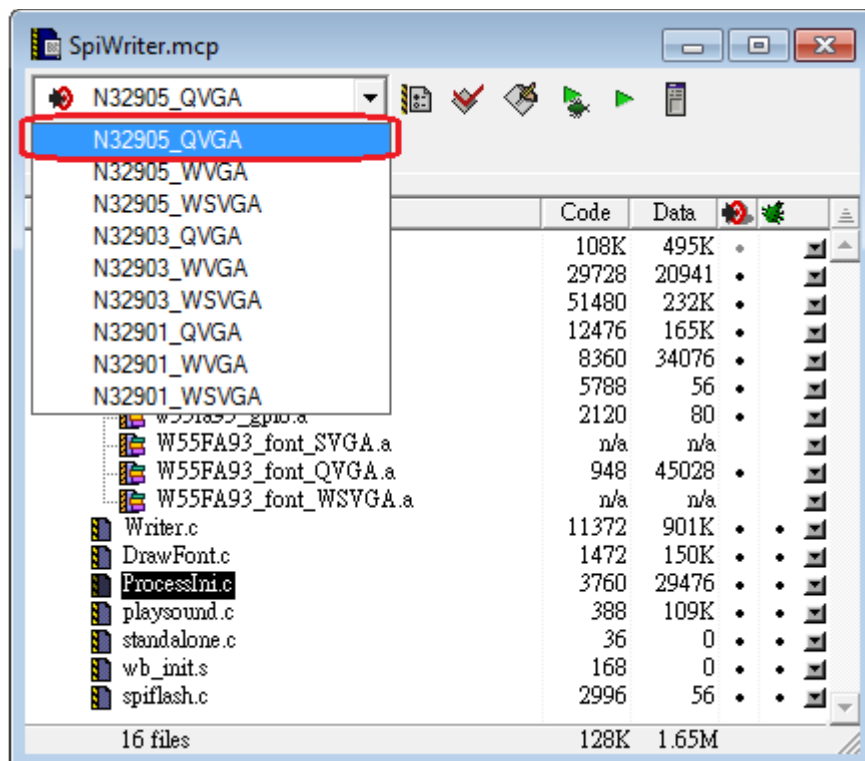 SpiWriter.mcp
N32905_QVGA
N32905_QVGA
N32905_WVGA
N32905_WSVGA
N32903_QVGA
N32903_WVGA
N32903_WSVGA
N32901_QVGA
N32901_WVGA
N32901_WSVGA
Code Data
108K 495K
29728 20941
51480 232K
12476 165K
8360 34076
5788 56
w55fa93_gpio.a 2120 80
W55FA93_font_SVGA.a n/a n/a
W55FA93_font_QVGA.a 948 45028
W55FA93_font_WSVGA.a n/a n/a
Writer.c 11372 901K
DrawFont.c 1472 150K
ProcessIni.c 3760 29476
playsound.c 388 109K
standalone.c 36 0
wb_init.s 168 0
spiflash.c 2996 56
16 files 128K 1.65M